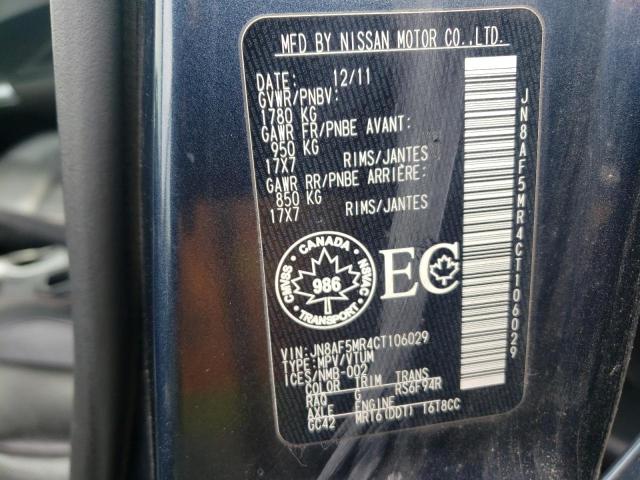 MFD BY NISSAN MOTOR CO.,LTD.
DATE: 12/11
GVWR/PNBV:
1780 KG
GAWR FR/PNBE AVANT:
950 KG
17X7 RIMS/JANTES
GAWR RR/PNBE ARRIÈRE:
850 KG
17X7 RIMS/JANTES
CANADA
CMVSS
NSVAC
986
TRANSPORT
EC
VIN: JN8AF5MR4CT106029
TYPE: MPV/VTUM
ICES/NMB-002
COLOR TRIM TRANS
RAQ G RS6F94R
AXLE ENGINE
GC42 MR16(DDT) 16T8CC
JN8AF5MR4CT106029